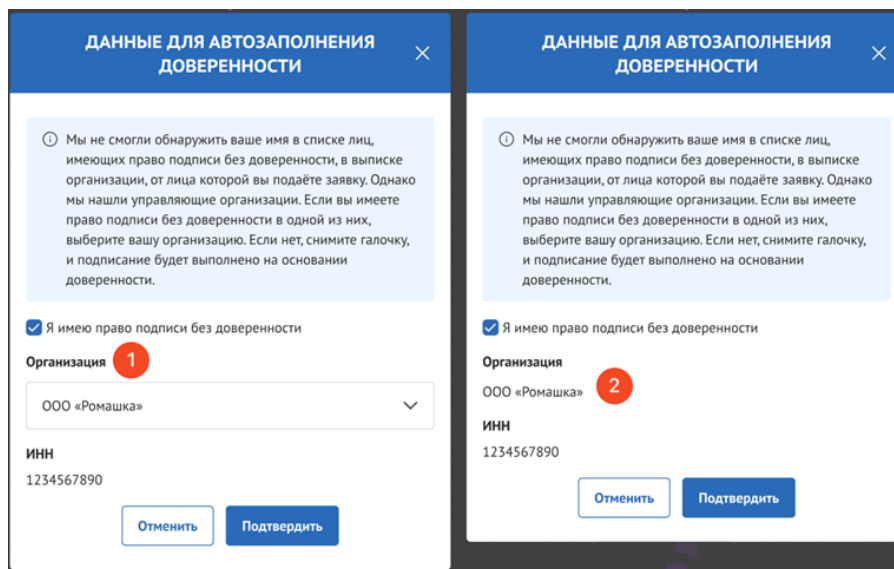 ДАННЫЕ ДЛЯ АВТОЗАПОЛНЕНИЯ
ДОВЕРЕННОСТИ
Мы не смогли обнаружить ваше имя в списке лиц,
имеющих право подписи без доверенности, в выписке
организации, от лица которой вы подаёте заявку. Однако
мы нашли управляющие организации. Если вы имеете
право подписи без доверенности в одной из них,
выберите вашу организацию. Если нет, снимите галочку,
и подписание будет выполнено на основании
доверенности.
Я имею право подписи без доверенности
Организация 1
ООО «Ромашка»
ИНН
1234567890
Отменить Подтвердить
ДАННЫЕ ДЛЯ АВТОЗАПОЛНЕНИЯ
ДОВЕРЕННОСТИ
Мы не смогли обнаружить ваше имя в списке лиц,
имеющих право подписи без доверенности, в выписке
организации, от лица которой вы подаёте заявку. Однако
мы нашли управляющие организации. Если вы имеете
право подписи без доверенности в одной из них,
выберите вашу организацию. Если нет, снимите галочку,
и подписание будет выполнено на основании
доверенности.
Я имею право подписи без доверенности
Организация
ООО «Ромашка» 2
ИНН
1234567890
Отменить Подтвердить